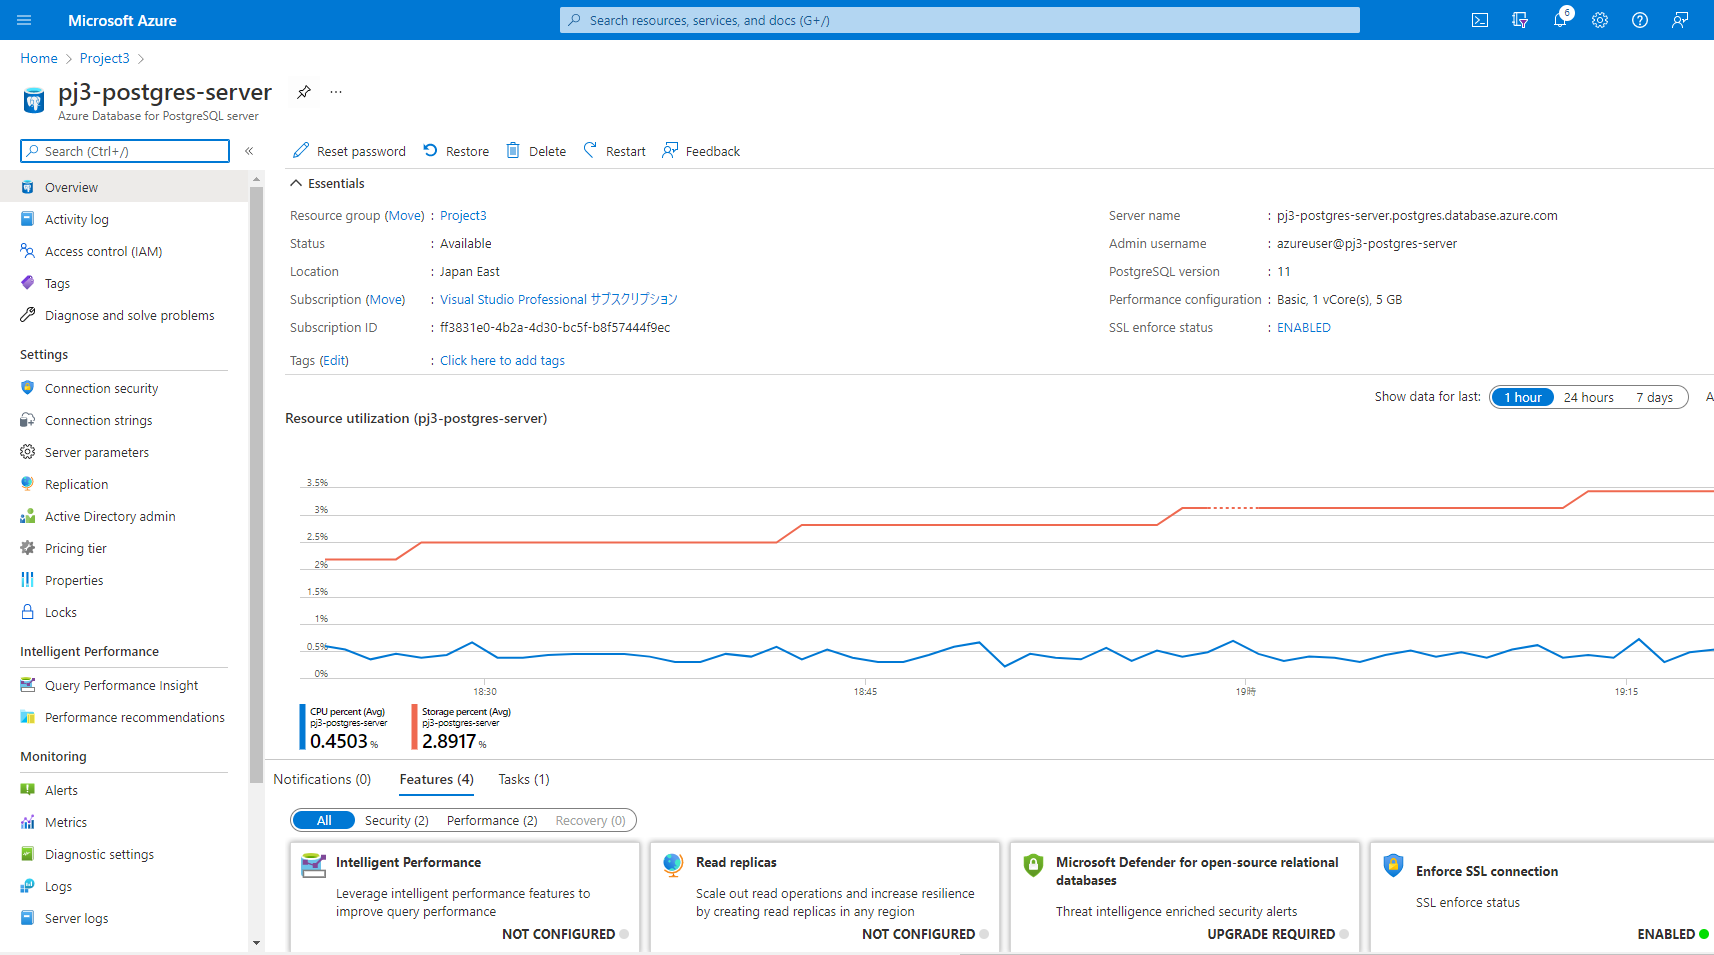 Microsoft Azure
Search resources, services, and docs (G+/)
6
Home
Project3
pj3-postgres-server
Azure Database for PostgreSQL server
Search (Ctrl+/)
Overview
Activity log
Access control (IAM)
Tags
Diagnose and solve problems
Settings
Connection security
Connection strings
Server parameters
Replication
Active Directory admin
Pricing tier
Properties
Locks
Intelligent Performance
Query Performance Insight
Performance recommendations
Monitoring
Alerts
Metrics
Diagnostic settings
Logs
Server logs
Reset password
Restore
Delete
Restart
Feedback
Essentials
Resource group (Move) : Project3
Status : Available
Location : Japan East
Subscription (Move) : Visual Studio Professional サブスクリプション
Subscription ID : ff3831e0-4b2a-4d30-bc5f-b8f57444f9ec
Tags (Edit) : Click here to add tags
Server name : pj3-postgres-server.postgres.database.azure.com
Admin username : azureuser@pj3-postgres-server
PostgreSQL version : 11
Performance configuration : Basic, 1 vCore(s), 5 GB
SSL enforce status : ENABLED
Show data for last: 1 hour 24 hours 7 days A
Resource utilization (pj3-postgres-server)
3.5%
3%
2.5%
2%
1.5%
1%
0.5%
0%
18:30 18:45 19時 19:15
CPU percent (Avg)
pj3-postgres-server
0.4503 %
Storage percent (Avg)
pj3-postgres-server
2.8917 %
Notifications (0) Features (4) Tasks (1)
All Security (2) Performance (2) Recovery (0)
Intelligent Performance
Leverage intelligent performance features to
improve query performance
NOT CONFIGURED
Read replicas
Scale out read operations and increase resilience
by creating read replicas in any region
NOT CONFIGURED
Microsoft Defender for open-source relational
databases
Threat intelligence enriched security alerts
UPGRADE REQUIRED
Enforce SSL connection
SSL enforce status
ENABLED